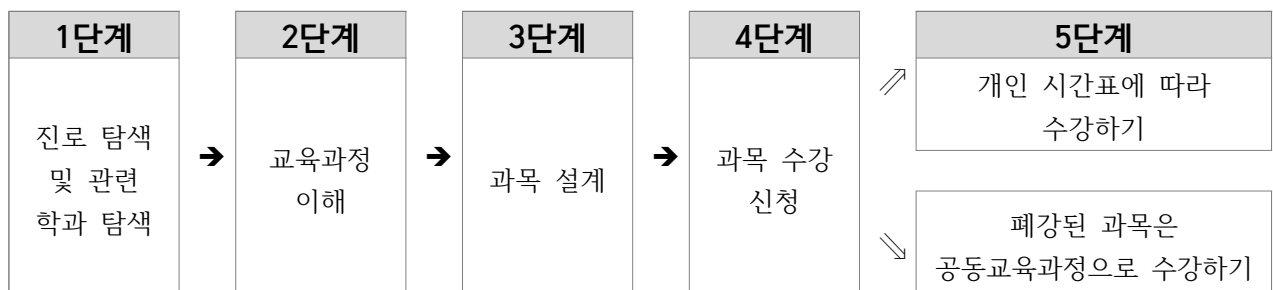 1단계
진로 탐색
및 관련
학과 탐색
➔
2단계
교육과정
이해
➔
3단계
과목 설계
➔
4단계
과목 수강
신청
⇗
⇘
5단계
개인 시간표에 따라
수강하기
폐강된 과목은
공동교육과정으로 수강하기